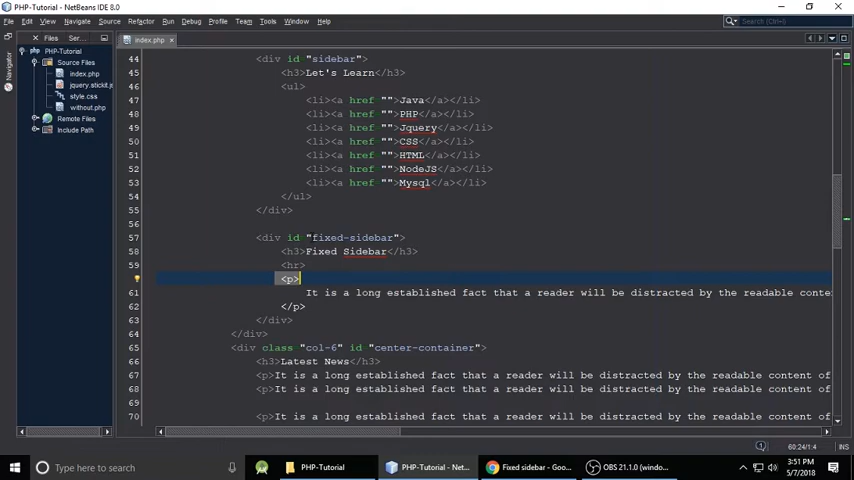 PHP-Tutorial - NetBeans IDE 8.0
File Edit View Navigate Source Refactor Run Debug Profile Team Tools Window Help
Search (Ctrl+I)
Files Ser...
index.php
Navigator
PHP-Tutorial
Source Files
index.php
jquery.stickit.j
style.css
without.php
Remote Files
Include Path
44 <div id "sidebar">
45 <h3>Let's Learn</h3>
46 <ul>
47 <li><a href "">Java</a></li>
48 <li><a href "">PHP</a></li>
49 <li><a href "">Jquery</a></li>
50 <li><a href "">CSS</a></li>
51 <li><a href "">HTML</a></li>
52 <li><a href "">NodeJS</a></li>
53 <li><a href "">Mysql</a></li>
54 </ul>
55 </div>
56
57 <div id "fixed-sidebar">
58 <h3>Fixed Sidebar</h3>
59 <hr>
<p>
61 It is a long established fact that a reader will be distracted by the readable conte
62 </p>
63 </div>
64 </div>
65 <div class "col-6" id "center-container">
66 <h3>Latest News</h3>
67 <p>It is a long established fact that a reader will be distracted by the readable content of
68 <p>It is a long established fact that a reader will be distracted by the readable content of
69
70 <p>It is a long established fact that a reader will be distracted by the readable content of
1 60:24/1:4 INS
Type here to search
PHP-Tutorial
PHP-Tutorial - Net...
Fixed sidebar - Goo...
OBS 21.1.0 (windo...
3:51 PM
5/7/2018